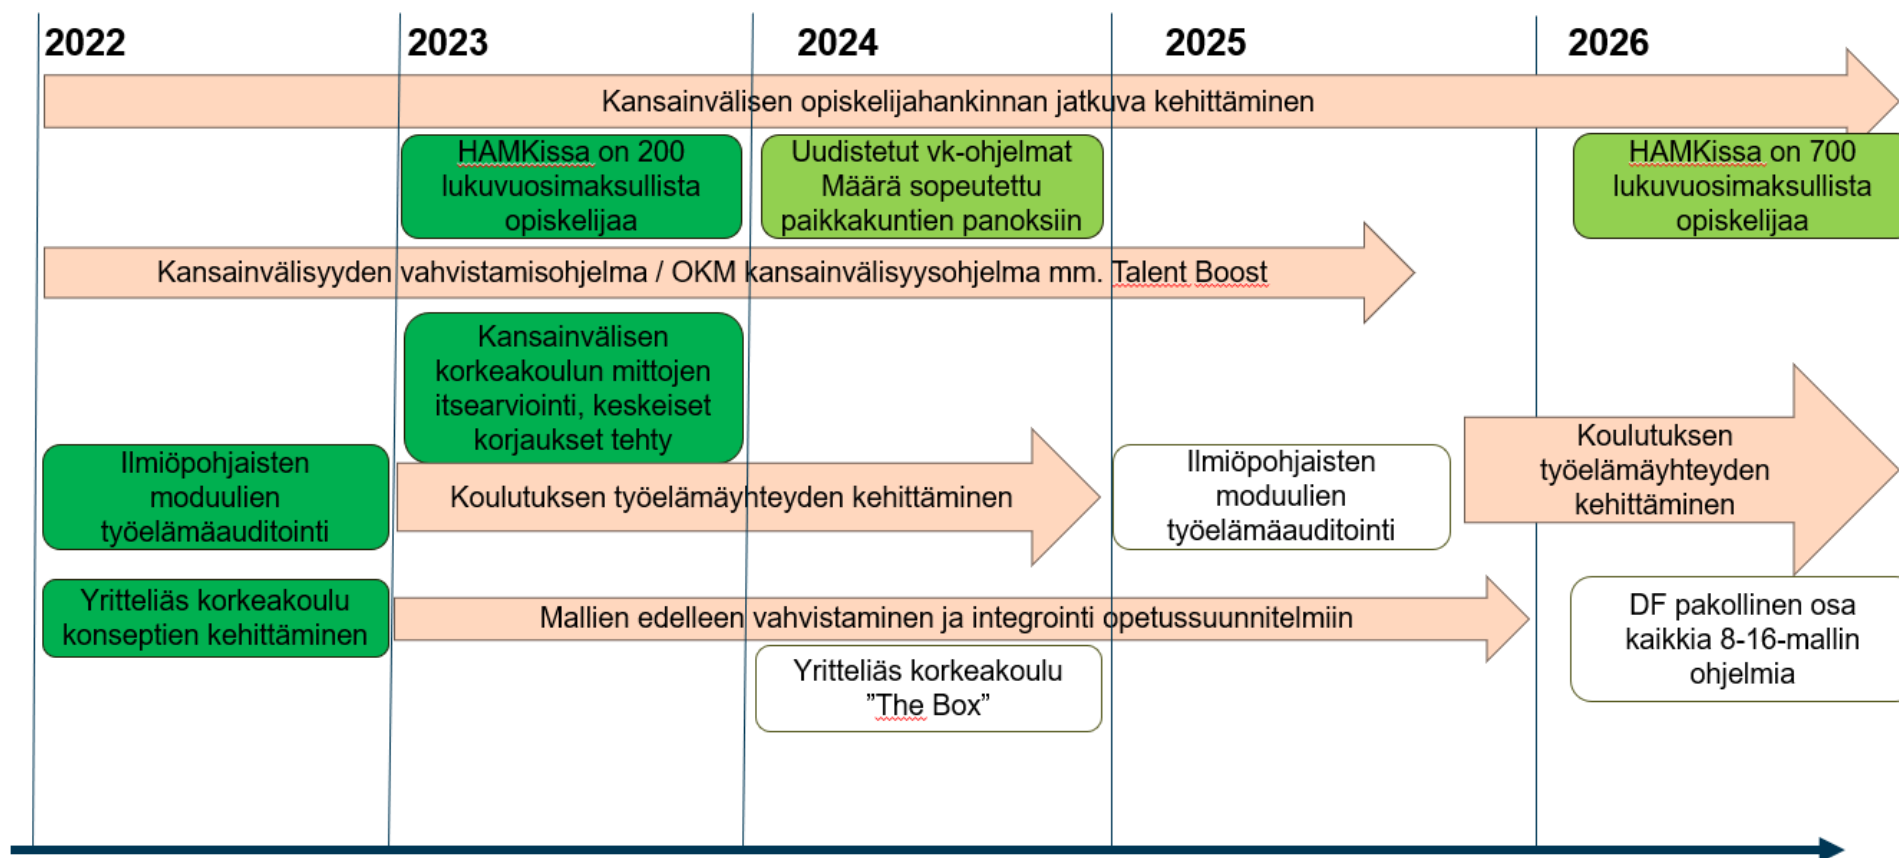 2022
2023
2024
2025
2026
Kansainvälisen opiskelijahankinnan jatkuva kehittäminen
HAMKissa on 200
lukuvuosimaksullista
opiskelijaa
Uudistetut vk-ohjelmat
Määrä sopeutettu
paikkakuntien panoksiin
HAMKissa on 700
lukuvuosimaksullista
opiskelijaa
Kansainvälisyyden vahvistamisohjelma / OKM kansainvälisyysohjelma mm. Talent Boost
Kansainvälisen
korkeakoulun mittojen
itsearviointi, keskeiset
korjaukset tehty
Ilmiöpohjaisten
moduulien
työelämäauditointi
Koulutuksen työelämäyhteyden kehittäminen
Ilmiöpohjaisten
moduulien
työelämäauditointi
Koulutuksen
työelämäyhteyden
kehittäminen
Yritteliäs korkeakoulu
konseptien kehittäminen
Mallien edelleen vahvistaminen ja integrointi opetussuunnitelmiin
Yritteliäs korkeakoulu
”The Box”
DF pakollinen osa
kaikkia 8-16-mallin
ohjelmia